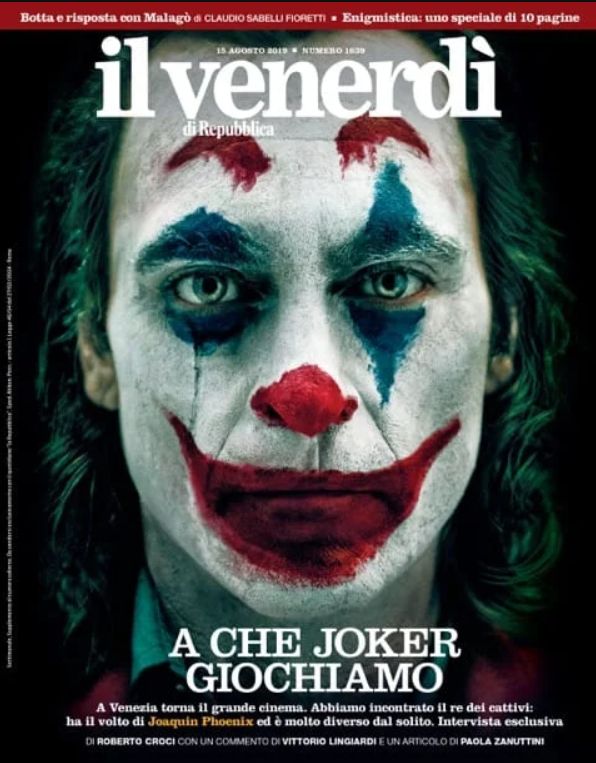 Botta e risposta con Malagò di CLAUDIO SABELLI FIORETTI ■ Enigmistica: uno speciale di 10 pagine
15 AGOSTO 2019 ■ NUMERO 1639
il venerdì
di Repubblica
A CHE JOKER
GIOCHIAMO
A Venezia torna il grande cinema. Abbiamo incontrato il re dei cattivi:
ha il volto di Joaquin Phoenix ed è molto diverso dal solito. Intervista esclusiva
DI ROBERTO CROCI CON UN COMMENTO DI VITTORIO LINGIARDI E UN ARTICOLO DI PAOLA ZANUTTINI